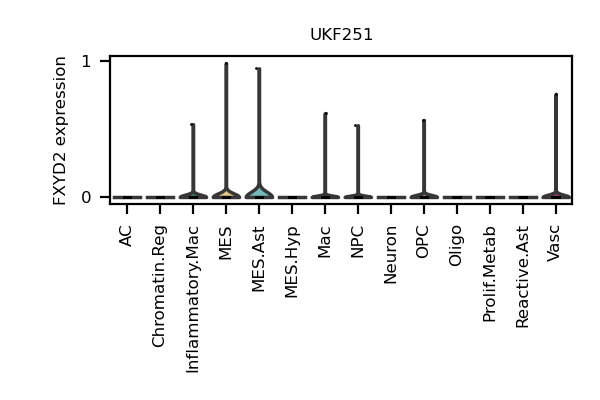 UKF251
FXYD2 expression
1
0
AC
Chromatin.Reg
Inflammatory.Mac
MES
MES.Ast
MES.Hyp
Mac
NPC
Neuron
OPC
Oligo
Prolif.Metab
Reactive.Ast
Vasc